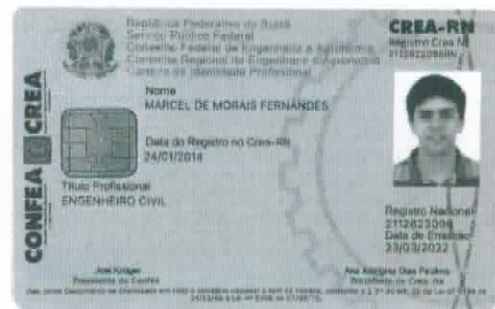 República Federativa do Brasil
Serviço Público Federal
Conselho Federal de Engenharia e Agronomia
Conselho Regional de Engenharia e Agronomia
Carteira de Identidade Profissional
CREA-RN
Registro Crea Nº
CONFEA CREA
Nome
MARCEL DE MORAIS FERNANDES
Data do Registro no Crea-RN
24/01/2014
Título Profissional
ENGENHEIRO CIVIL
Registro Nacional
Data de Emissão
23/03/2022
Presidente do Confea
Presidente do Crea-RN